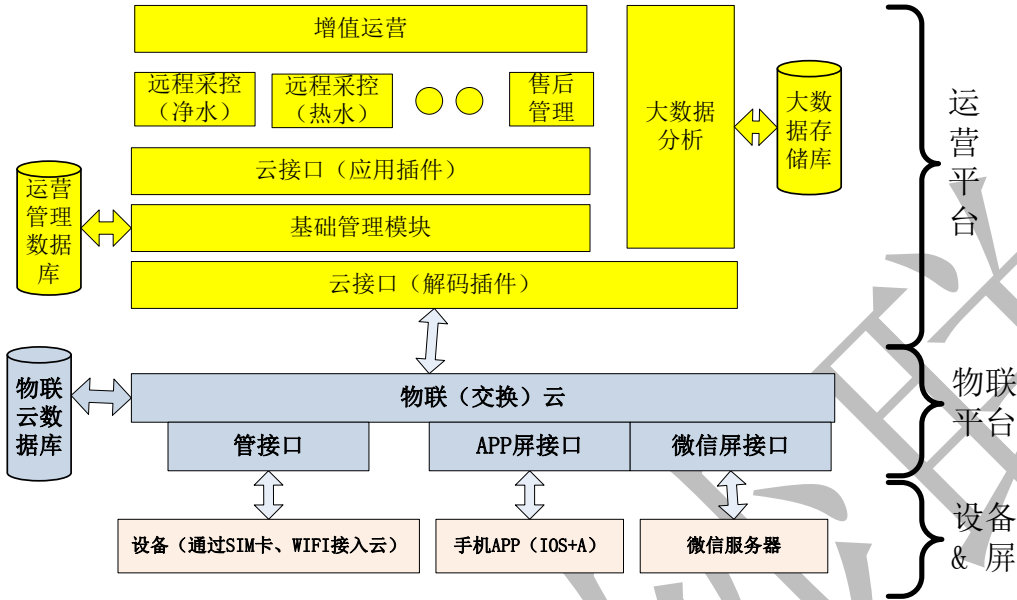 增值运营
远程采控
（净水）
远程采控
（热水）
售后
管理
大数据
分析
大数
据存
储库
云接口（应用插件）
运营
管理
数据
库
基础管理模块
云接口（解码插件）
运
营
平
台
物联
云数
据库
物联（交换）云
管接口
APP屏接口
微信屏接口
物联
平台
设备（通过SIM卡、WIFI接入云）
手机APP（IOS+A）
微信服务器
设备
& 屏
联